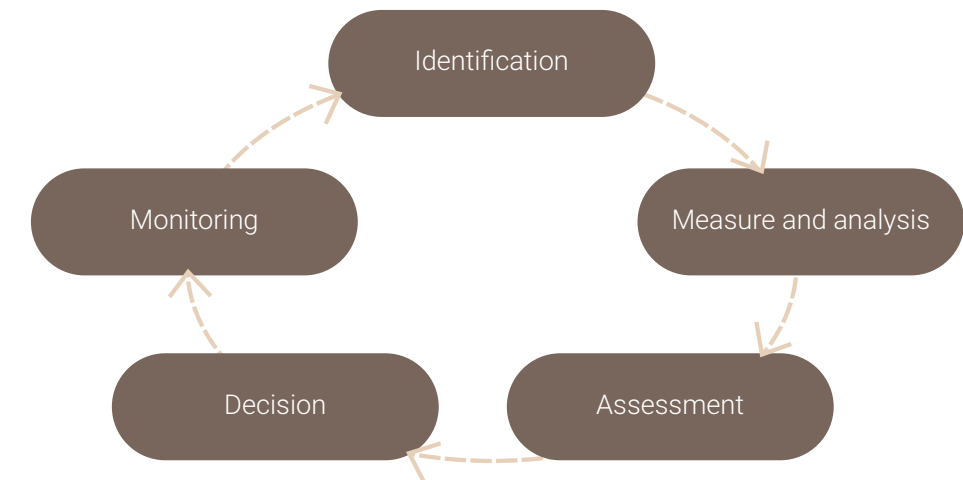 Identification
Monitoring
Measure and analysis
Decision
Assessment